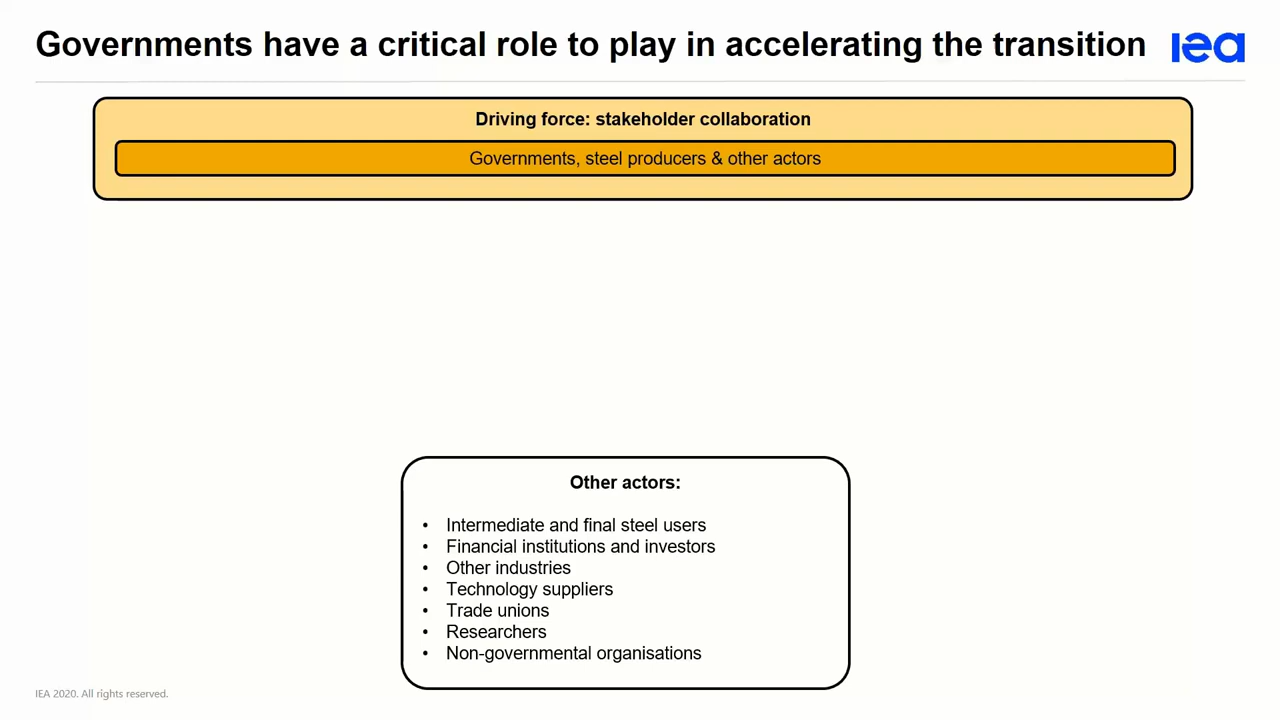 Governments have a critical role to play in accelerating the transition
iea
Driving force: stakeholder collaboration
Governments, steel producers & other actors
Other actors:
• Intermediate and final steel users
• Financial institutions and investors
• Other industries
• Technology suppliers
• Trade unions
• Researchers
• Non-governmental organisations
IEA 2020. All rights reserved.